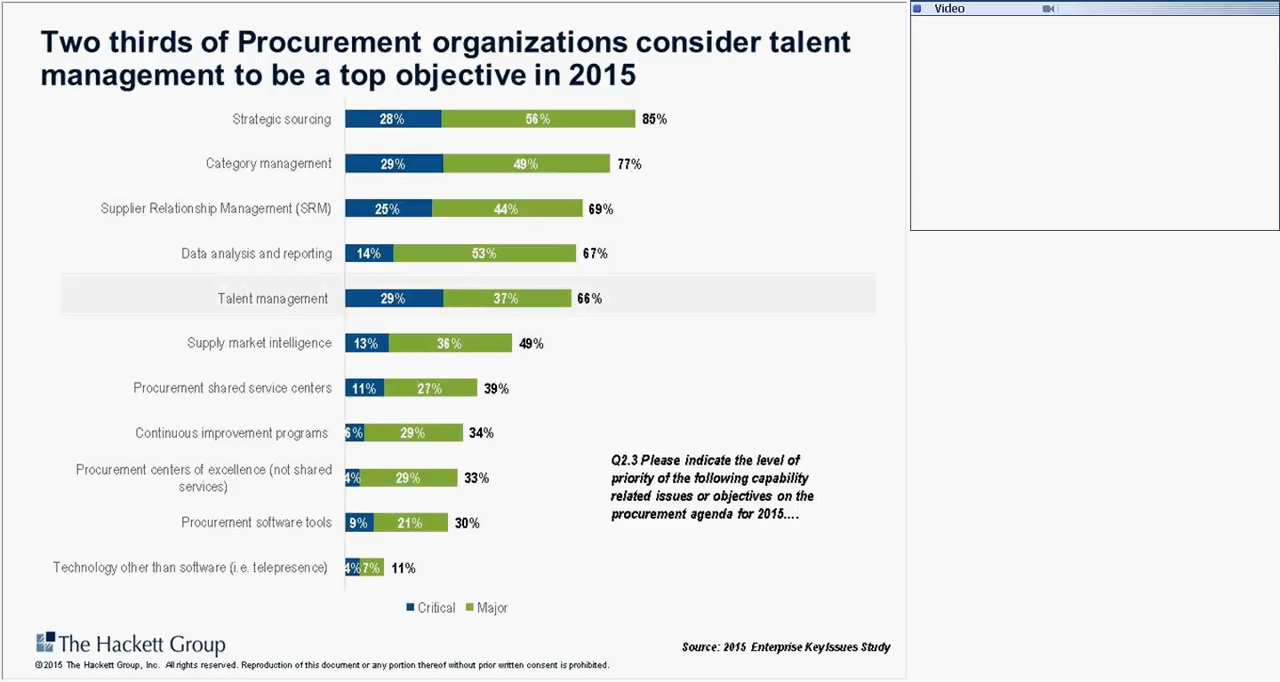 Video
Two thirds of Procurement organizations consider talent
management to be a top objective in 2015
Strategic sourcing 28% 56% 85%
Category management 29% 49% 77%
Supplier Relationship Management (SRM) 25% 44% 69%
Data analysis and reporting 14% 53% 67%
Talent management 29% 37% 66%
Supply market intelligence 13% 36% 49%
Procurement shared service centers 11% 27% 39%
Continuous improvement programs 6% 29% 34%
Procurement centers of excellence (not shared
services) 4% 29% 33%
Procurement software tools 9% 21% 30%
Technology other than software (i.e. telepresence) 4% 7% 11%
Q2.3 Please indicate the level of
priority of the following capability
related issues or objectives on the
procurement agenda for 2015....
Critical Major
The Hackett Group
Source: 2015 Enterprise Key Issues Study
©2015 The Hackett Group, Inc. All rights reserved. Reproduction of this document or any portion thereof without prior written consent is prohibited.